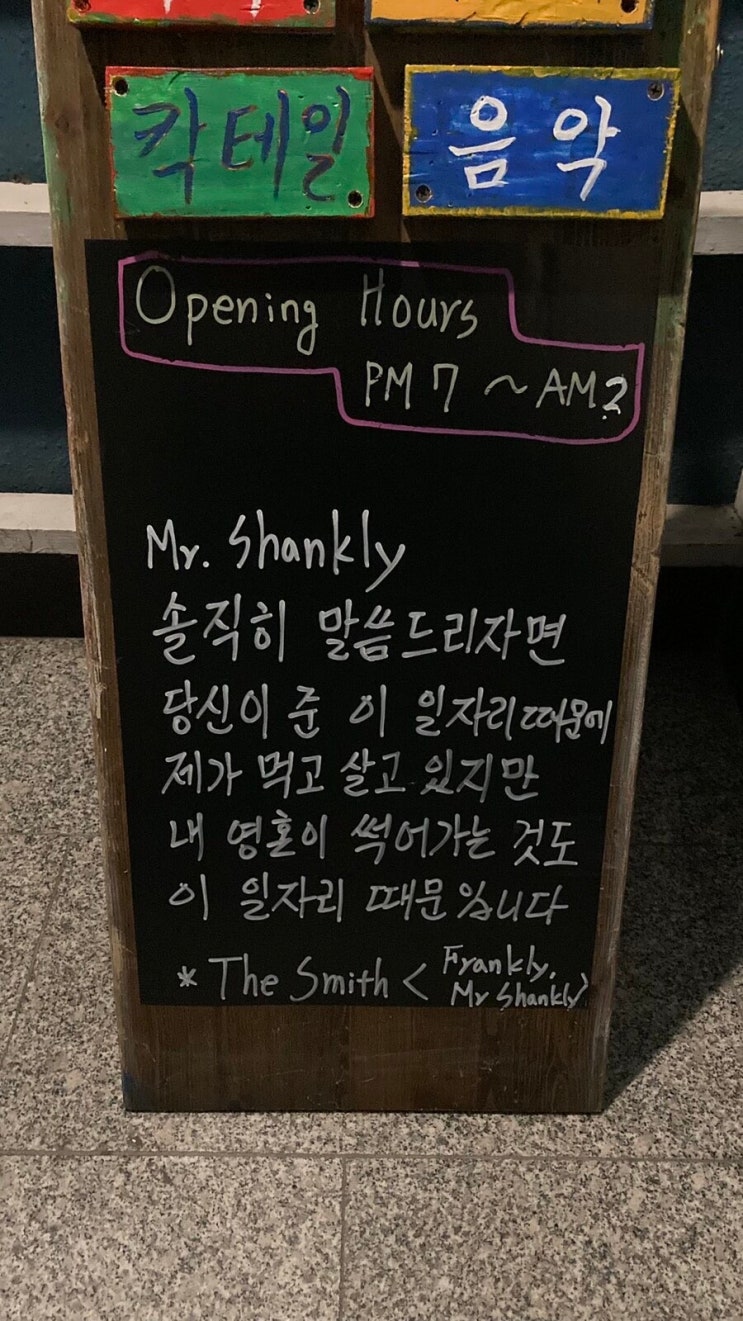 칵테일
음악
Opening Hours
PM 7 ~ AM 2
Mr. Shankly
솔직히 말씀드리자면
당신이 준 이 일자리 때문에
제가 먹고 살고 있지만
내 영혼이 썩어가는 것도
이 일자리 때문입니다
* The Smith < Frankly,
Mr Shankly>